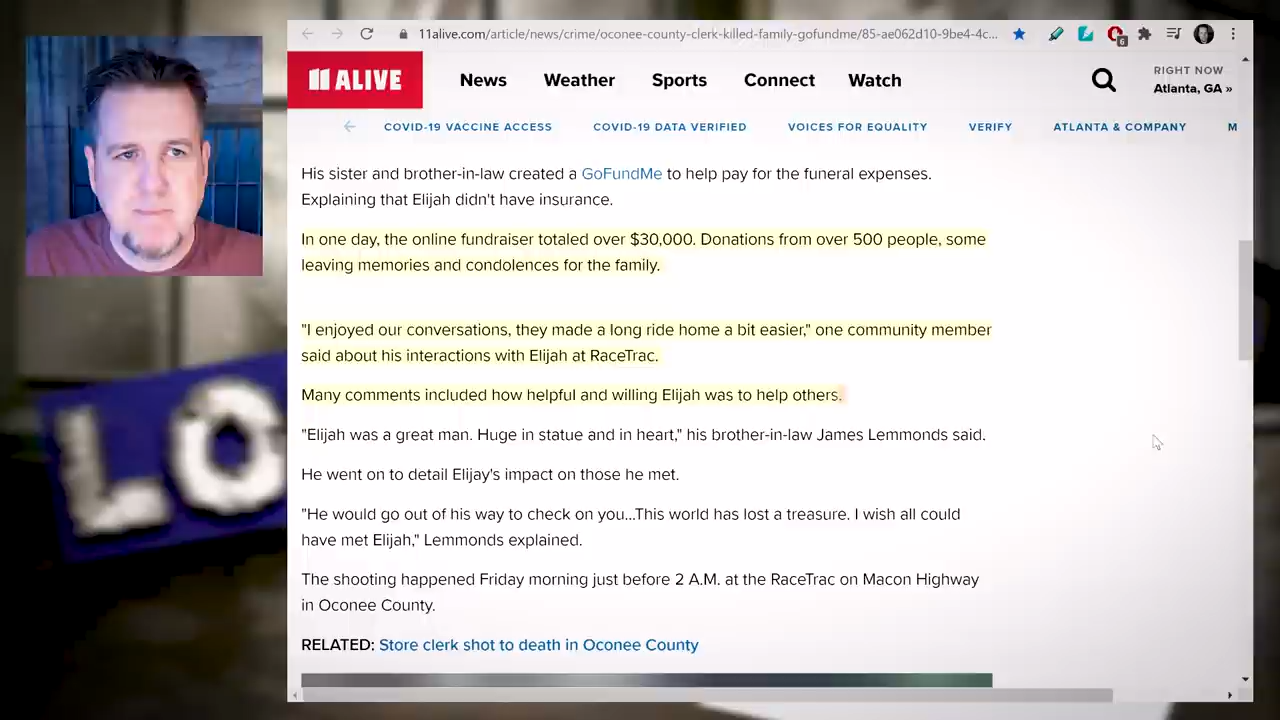 11alive.com/article/news/crime/oconee-county-clerk-killed-family-gofundme/85-ae062d10-9be4-4c...
6
11 ALIVE
News
Weather
Sports
Connect
Watch
RIGHT NOW
Atlanta, GA »
COVID-19 VACCINE ACCESS
COVID-19 DATA VERIFIED
VOICES FOR EQUALITY
VERIFY
ATLANTA & COMPANY
M
His sister and brother-in-law created a GoFundMe to help pay for the funeral expenses.
Explaining that Elijah didn't have insurance.
In one day, the online fundraiser totaled over $30,000. Donations from over 500 people, some
leaving memories and condolences for the family.
"I enjoyed our conversations, they made a long ride home a bit easier," one community member
said about his interactions with Elijah at RaceTrac.
Many comments included how helpful and willing Elijah was to help others.
"Elijah was a great man. Huge in statue and in heart," his brother-in-law James Lemmonds said.
He went on to detail Elijay's impact on those he met.
"He would go out of his way to check on you...This world has lost a treasure. I wish all could
have met Elijah," Lemmonds explained.
The shooting happened Friday morning just before 2 A.M. at the RaceTrac on Macon Highway
in Oconee County.
RELATED: Store clerk shot to death in Oconee County
LO